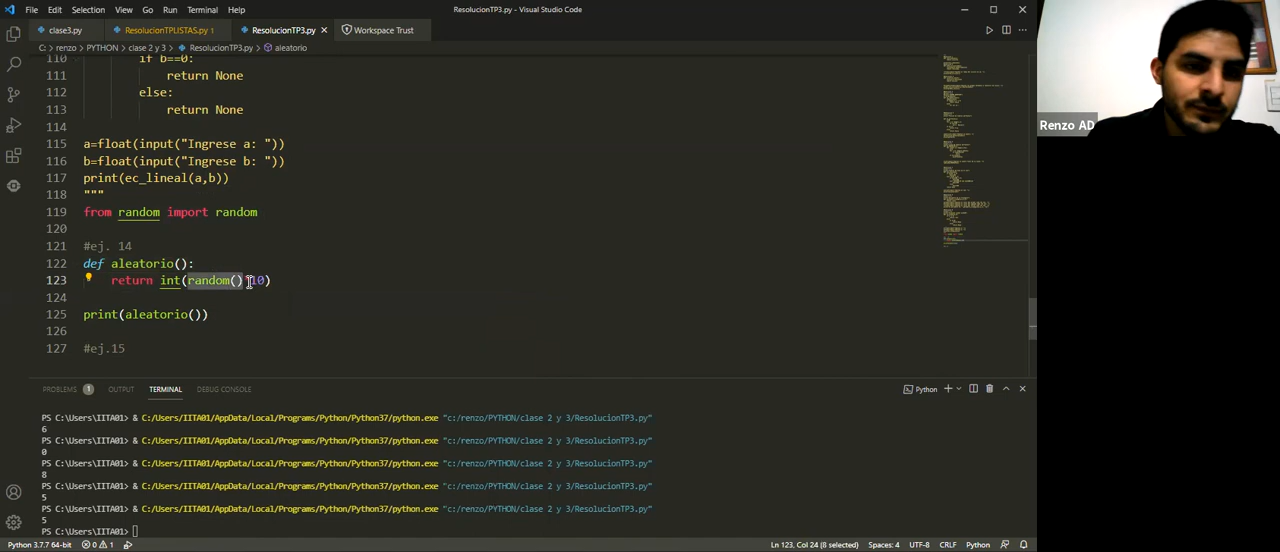 File Edit Selection View Go Run Terminal Help ResolucionTP3.py - Visual Studio Code
clase3.py ResolucionTPLISTAS.py 1 ResolucionTP3.py Workspace Trust
C: > renzo > PYTHON > clase 2 y 3 > ResolucionTP3.py > aleatorio
110 if b==0:
111 return None
112 else:
113 return None
114
115 a=float(input("Ingrese a: "))
116 b=float(input("Ingrese b: "))
117 print(ec_lineal(a,b))
118 """
119 from random import random
120
121 #ej. 14
122 def aleatorio():
123 return int(random()*10)
124
125 print(aleatorio())
126
127 #ej.15
PROBLEMS 1 OUTPUT TERMINAL DEBUG CONSOLE Python
PS C:\Users\IITA01> & C:/Users/IITA01/AppData/Local/Programs/Python/Python37/python.exe "c:/renzo/PYTHON/clase 2 y 3/ResolucionTP3.py"
6
PS C:\Users\IITA01> & C:/Users/IITA01/AppData/Local/Programs/Python/Python37/python.exe "c:/renzo/PYTHON/clase 2 y 3/ResolucionTP3.py"
0
PS C:\Users\IITA01> & C:/Users/IITA01/AppData/Local/Programs/Python/Python37/python.exe "c:/renzo/PYTHON/clase 2 y 3/ResolucionTP3.py"
8
PS C:\Users\IITA01> & C:/Users/IITA01/AppData/Local/Programs/Python/Python37/python.exe "c:/renzo/PYTHON/clase 2 y 3/ResolucionTP3.py"
5
PS C:\Users\IITA01> & C:/Users/IITA01/AppData/Local/Programs/Python/Python37/python.exe "c:/renzo/PYTHON/clase 2 y 3/ResolucionTP3.py"
5
PS C:\Users\IITA01>
Python 3.7.7 64-bit 0 1 Ln 123, Col 24 (8 selected) Spaces: 4 UTF-8 CRLF Python
Renzo AD